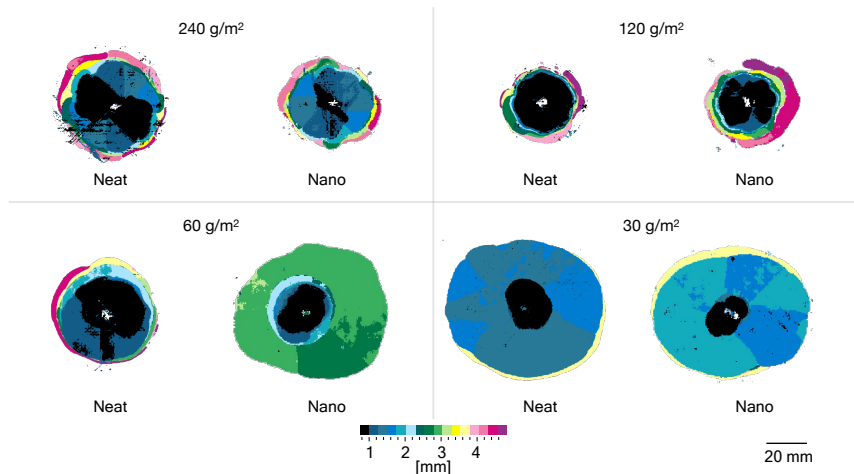 240 g/m²
120 g/m²
Neat
Nano
Neat
Nano
60 g/m²
30 g/m²
Neat
Nano
Neat
Nano
1 2 3 4
[mm]
20 mm